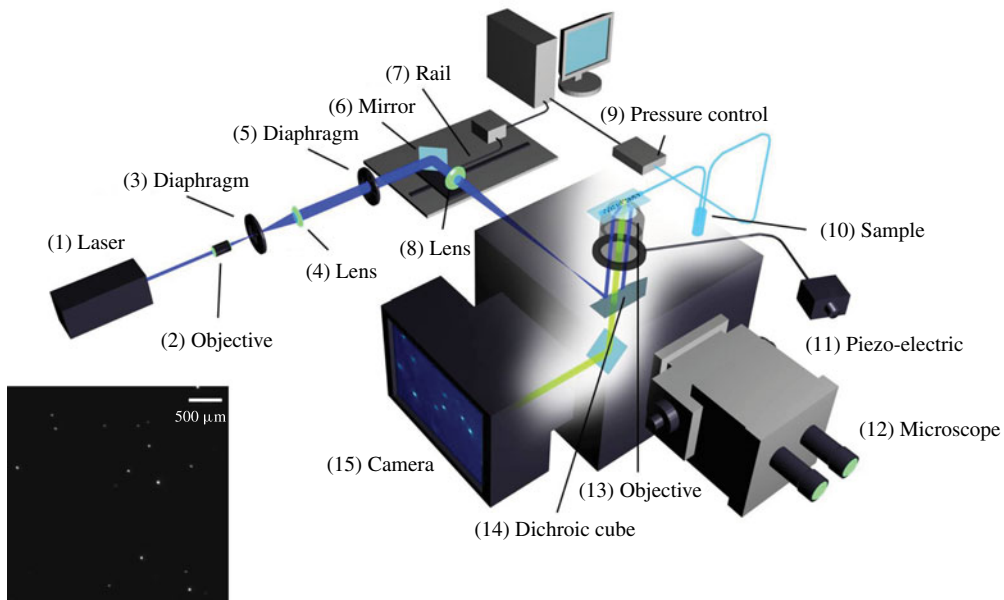 (1) Laser
(2) Objective
(3) Diaphragm
(4) Lens
(5) Diaphragm
(6) Mirror
(7) Rail
(8) Lens
(9) Pressure control
(10) Sample
(11) Piezo-electric
(12) Microscope
(13) Objective
(14) Dichroic cube
(15) Camera
500 μm